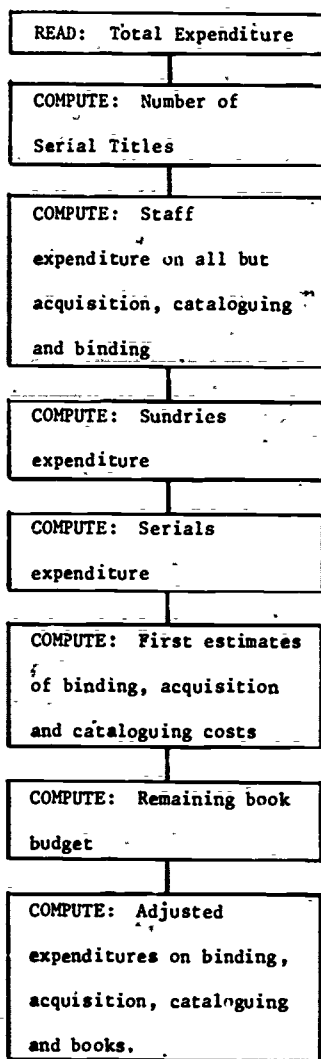 READ: Total Expenditure
COMPUTE: Number of
Serial Titles
COMPUTE: Staff
expenditure on all but
acquisition, cataloguing
and binding
COMPUTE: Sundries
expenditure
COMPUTE: Serials
expenditure
COMPUTE: First estimates
of binding, acquisition
and cataloguing costs
COMPUTE: Remaining book
budget
COMPUTE: Adjusted
expenditures on binding,
acquisition, cataloguing
and books.